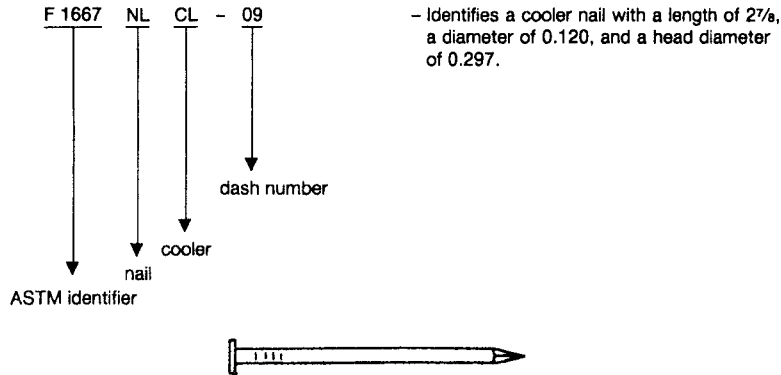 F 1667 NL CL - 09
– Identifies a cooler nail with a length of 2⅞,
a diameter of 0.120, and a head diameter
of 0.297.
dash number
cooler
nail
ASTM identifier